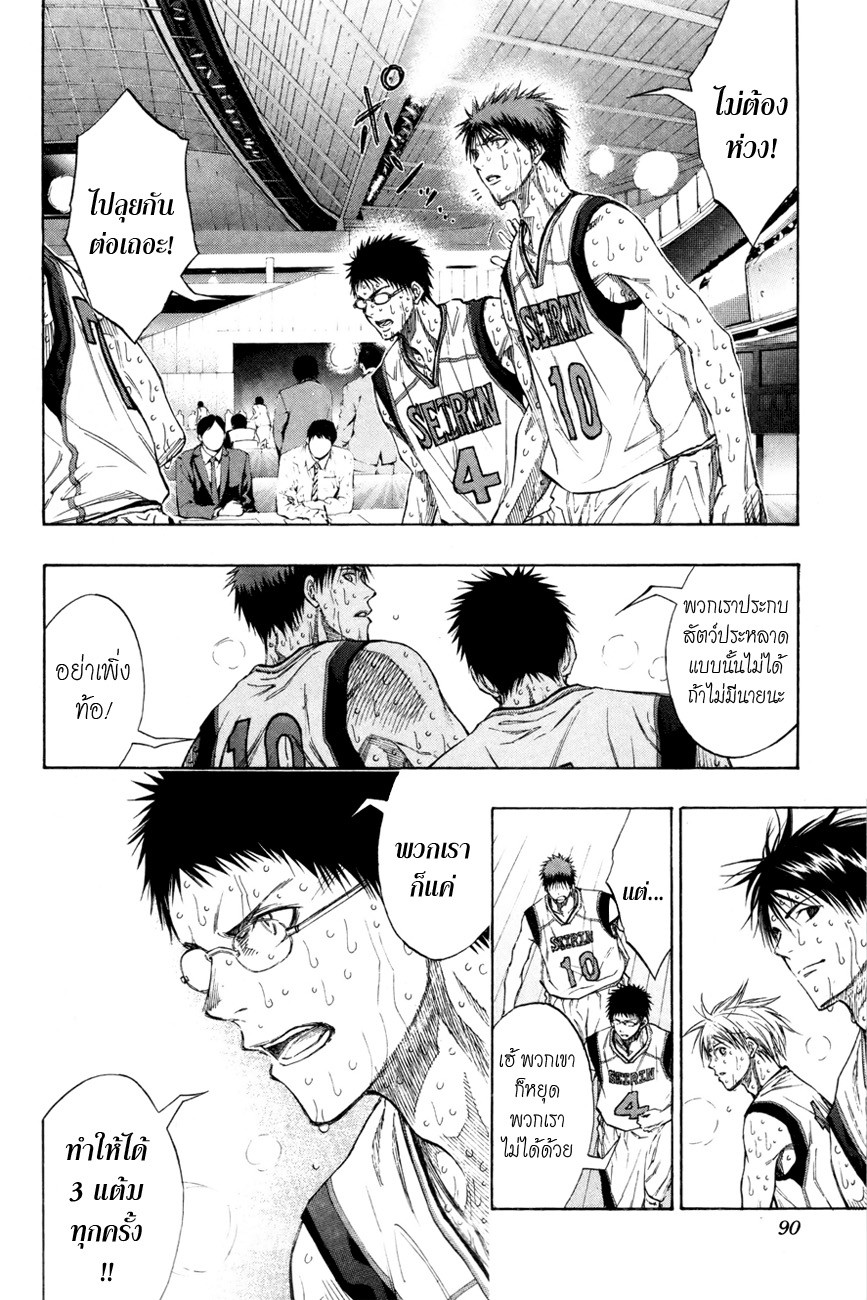 ไม่ต้อง
ห่วง!
ポン
ไปลุยกัน
ต่อเถอะ!
SEIRIN
10
SEIRIN
4
พวกเราประกบ
สัตว์ประหลาด
แบบนั้นไม่ได้
ถ้าไม่มีนายนะ
อย่าเพิ่ง
ท้อ!
10
แต่...
SEIRIN
10
SEIRIN
4
เฮ้ พวกเขา
ก็หยุด
พวกเรา
ไม่ได้ด้วย
พวกเรา
ก็แค่
ทำให้ได้
3 แต้ม
ทุกครั้ง
!!
90